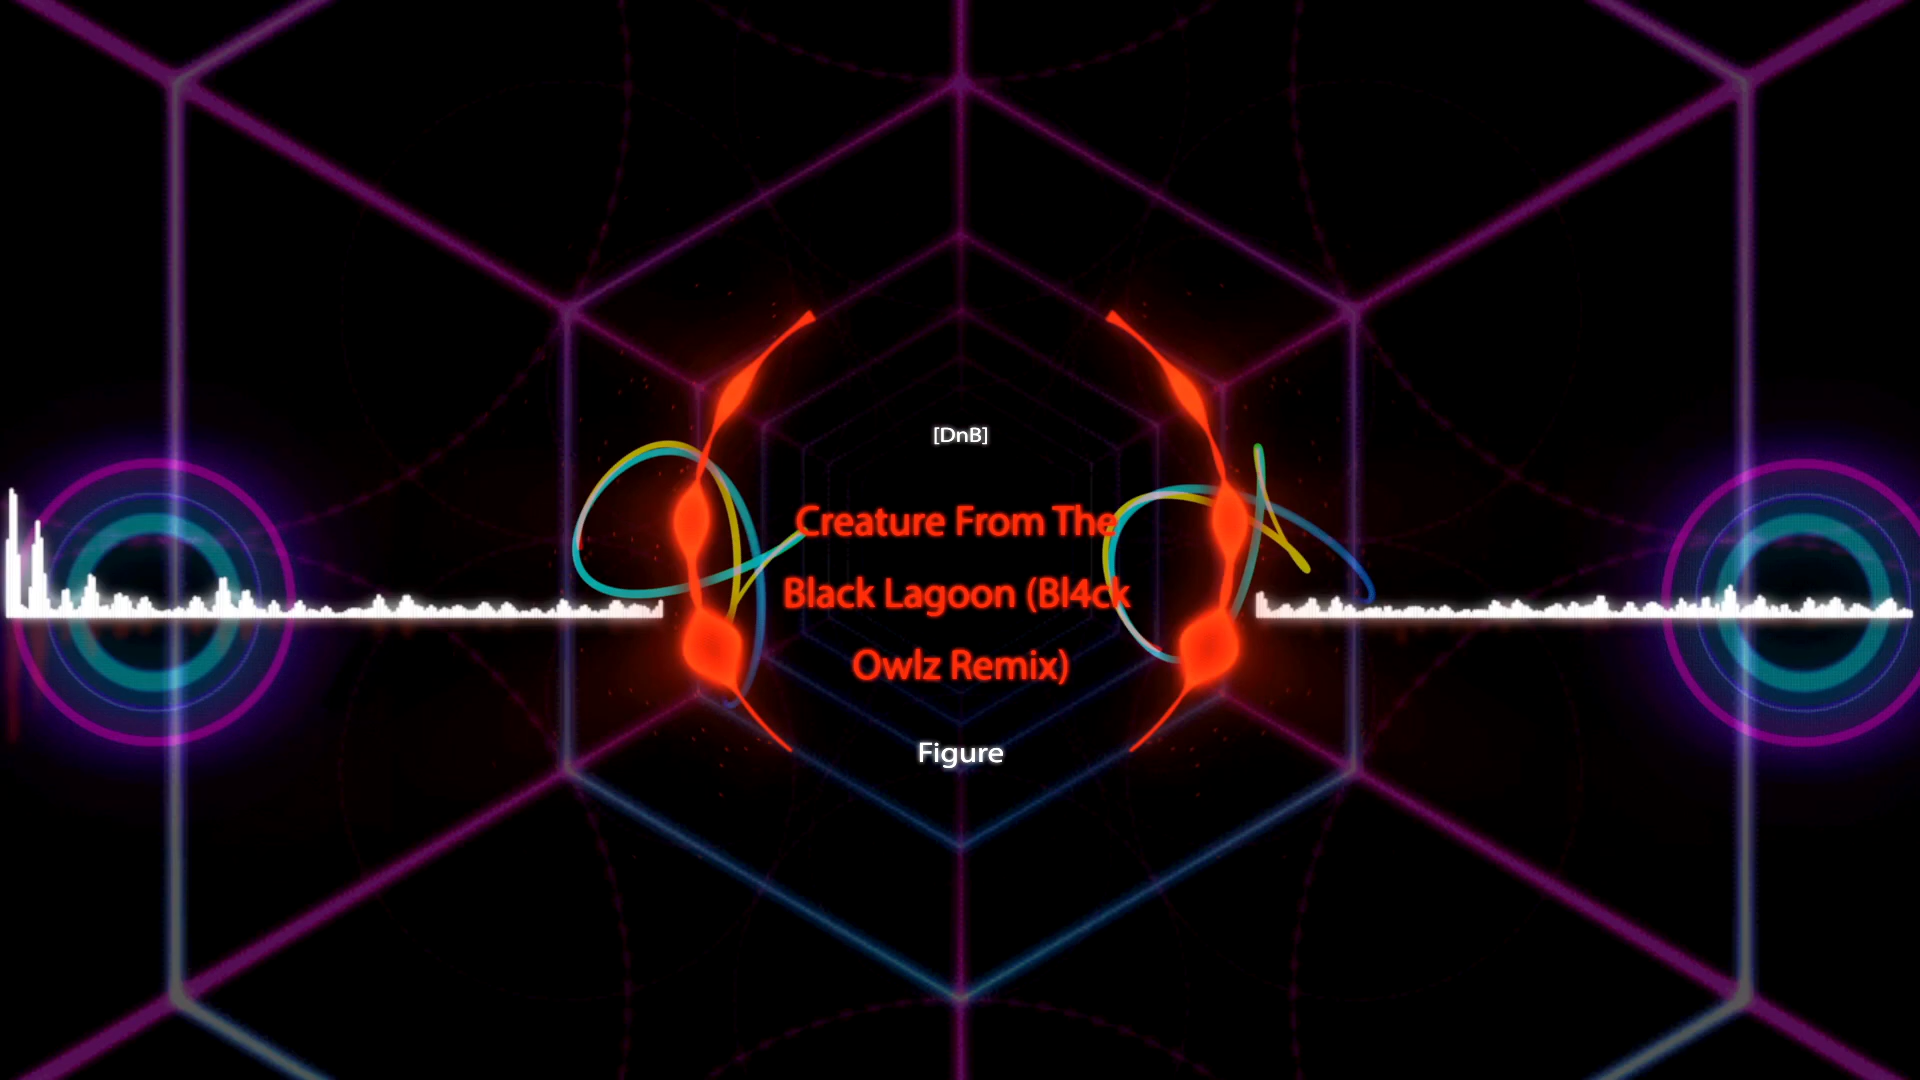 [DnB]
Creature From The
Black Lagoon (Bl4ck
Owlz Remix)
Figure